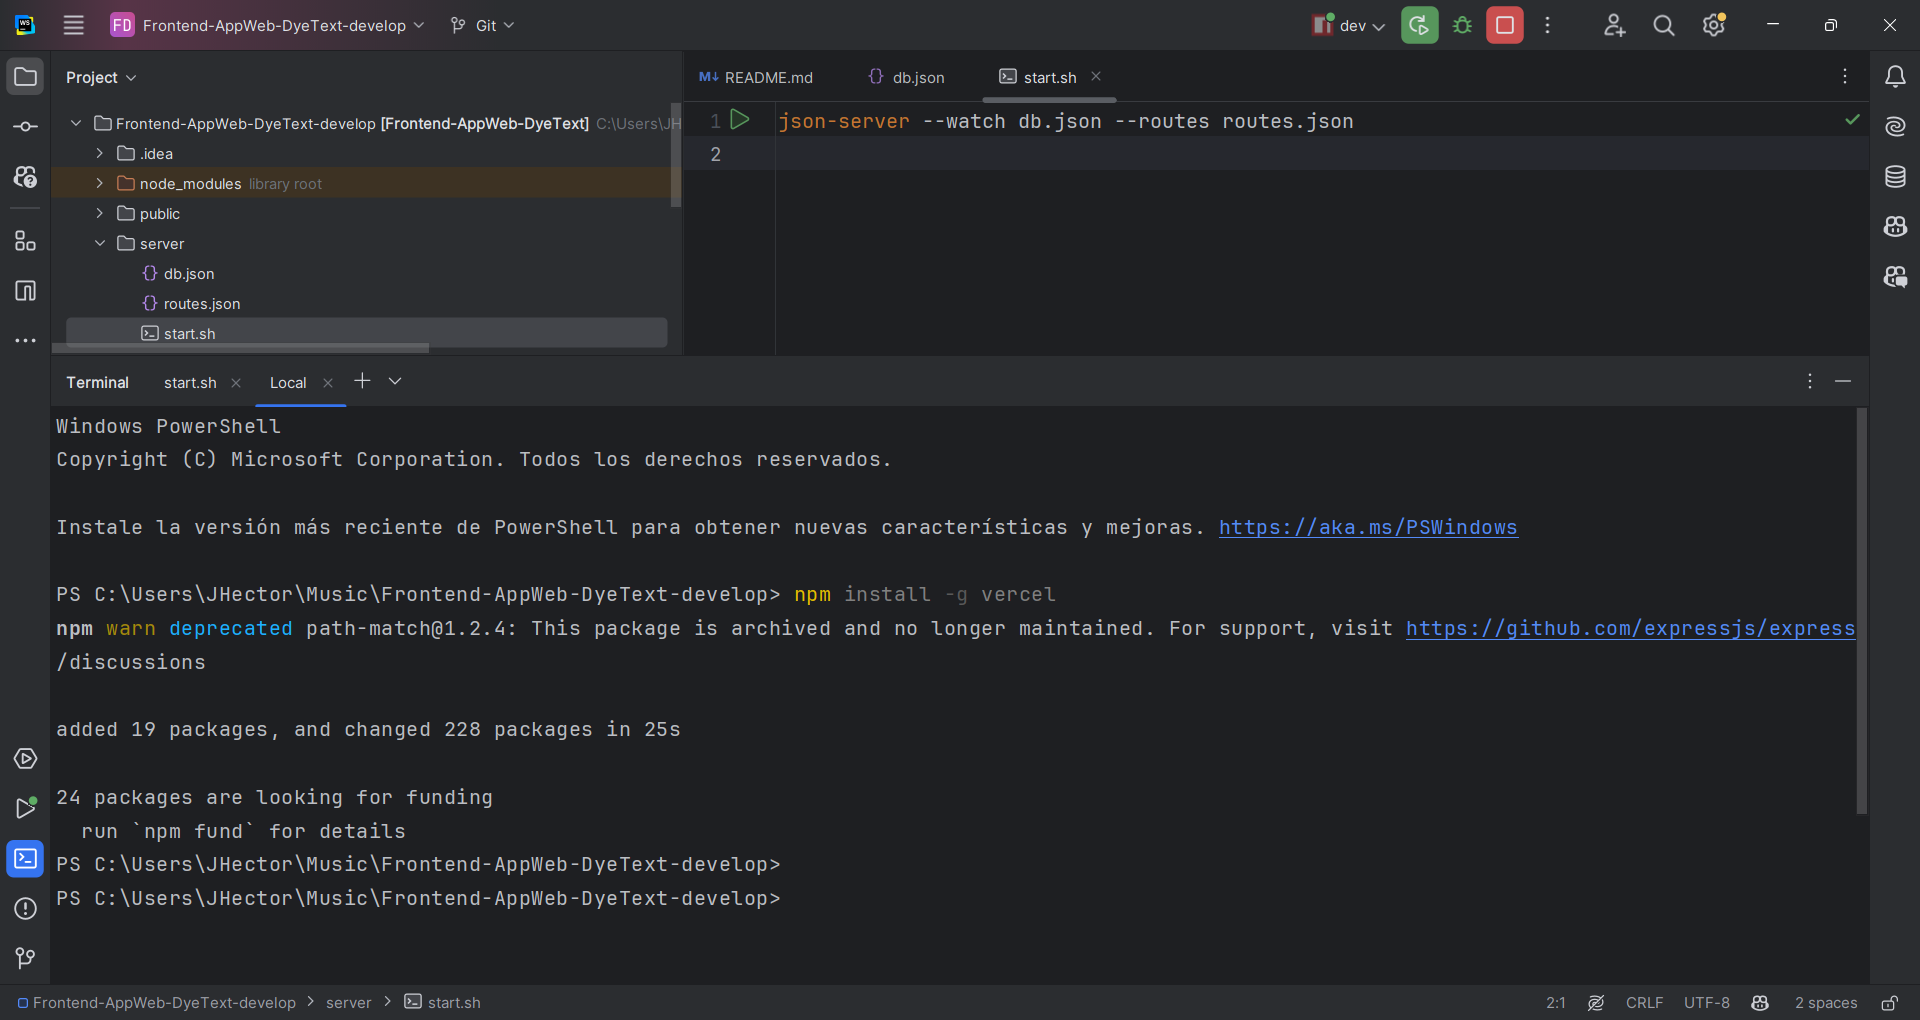 WS
FD Frontend-AppWeb-DyeText-develop Git dev
Project
README.md db.json start.sh
Frontend-AppWeb-DyeText-develop [Frontend-AppWeb-DyeText] C:\Users\JH
.idea
node_modules library root
public
server
db.json
routes.json
start.sh
1 json-server --watch db.json --routes routes.json
2
Terminal start.sh Local
Windows PowerShell
Copyright (C) Microsoft Corporation. Todos los derechos reservados.
Instale la versión más reciente de PowerShell para obtener nuevas características y mejoras. https://aka.ms/PSWindows
PS C:\Users\JHector\Music\Frontend-AppWeb-DyeText-develop> npm install -g vercel
npm warn deprecated path-match@1.2.4: This package is archived and no longer maintained. For support, visit https://github.com/expressjs/express
/discussions
added 19 packages, and changed 228 packages in 25s
24 packages are looking for funding
run `npm fund` for details
PS C:\Users\JHector\Music\Frontend-AppWeb-DyeText-develop>
PS C:\Users\JHector\Music\Frontend-AppWeb-DyeText-develop>
Frontend-AppWeb-DyeText-develop > server > start.sh 2:1 CRLF UTF-8 2 spaces